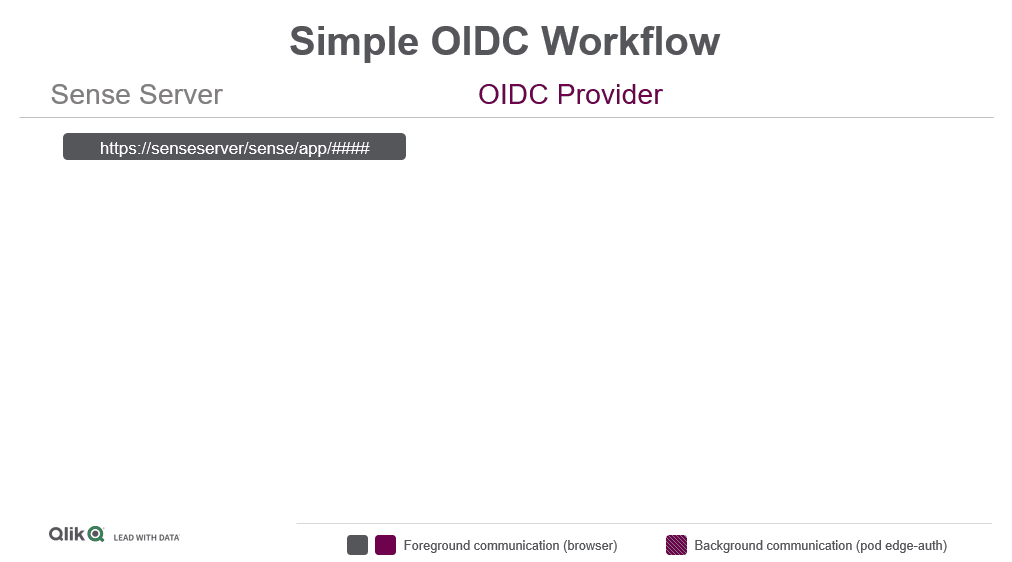 Simple OIDC Workflow
Sense Server
OIDC Provider
https://senseserver/sense/app/####
Qlik LEAD WITH DATA
Foreground communication (browser)
Background communication (pod edge-auth)